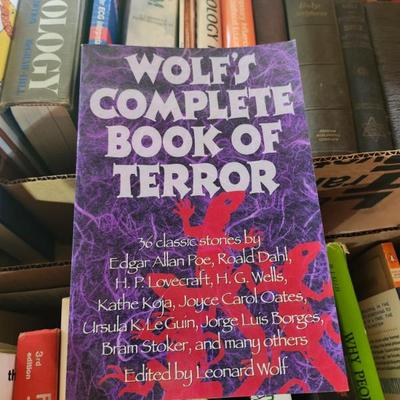 WOLF'S
COMPLETE
BOOK OF
TERROR
36 classic stories by
Edgar Allan Poe, Roald Dahl,
H. P. Lovecraft, H. G. Wells,
Kathe Koja, Joyce Carol Oates,
Ursula K. Le Guin, Jorge Luis Borges,
Bram Stoker, and many others
Edited by Leonard Wolf
OLOGY
3rd
edition
WHY PEO